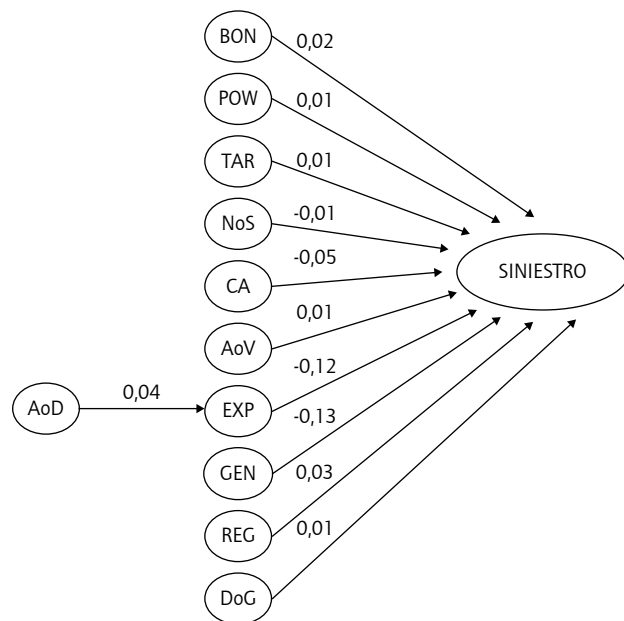 BON
0,02
POW
0,01
TAR
0,01
NoS
-0,01
CA
-0,05
SINIESTRO
AoV
0,01
AoD
0,04
EXP
-0,12
GEN
-0,13
REG
0,03
DoG
0,01